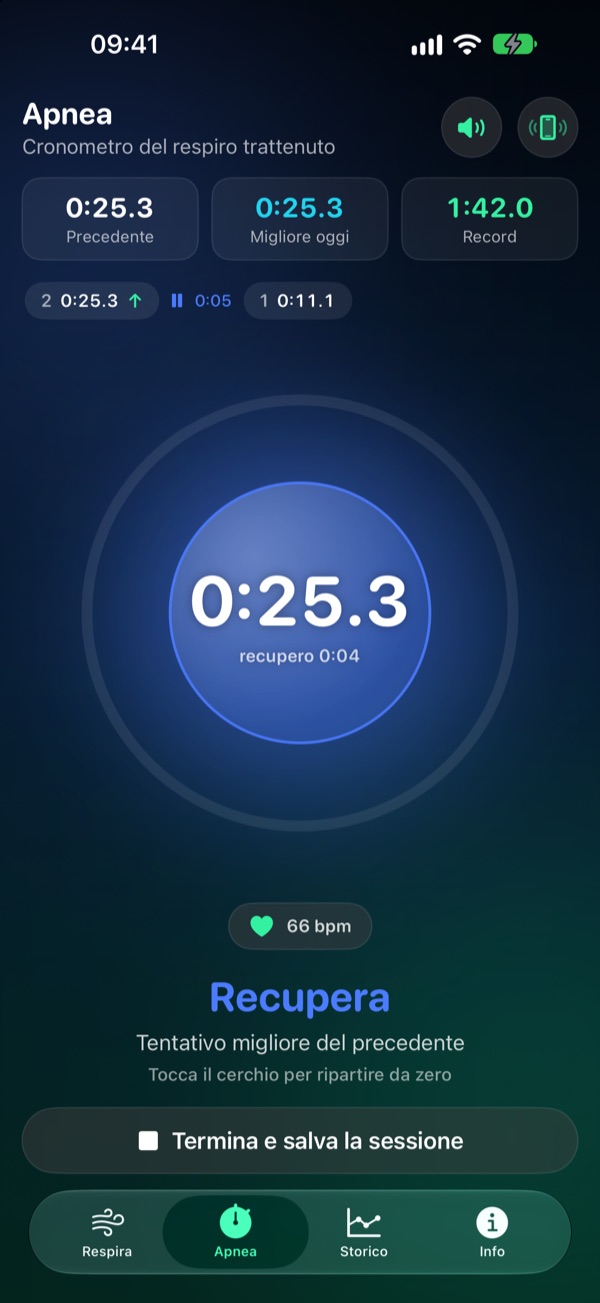 09:41
Apnea
Cronometro del respiro trattenuto
0:25.3 0:25.3 1:42.0
Precedente Migliore oggi Record
2 0:25.3 ↑ 0:05 1 0:11.1
0:25.3
recupero 0:04
66 bpm
Recupera
Tentativo migliore del precedente
Tocca il cerchio per ripartire da zero
Termina e salva la sessione
Respira Apnea Storico Info